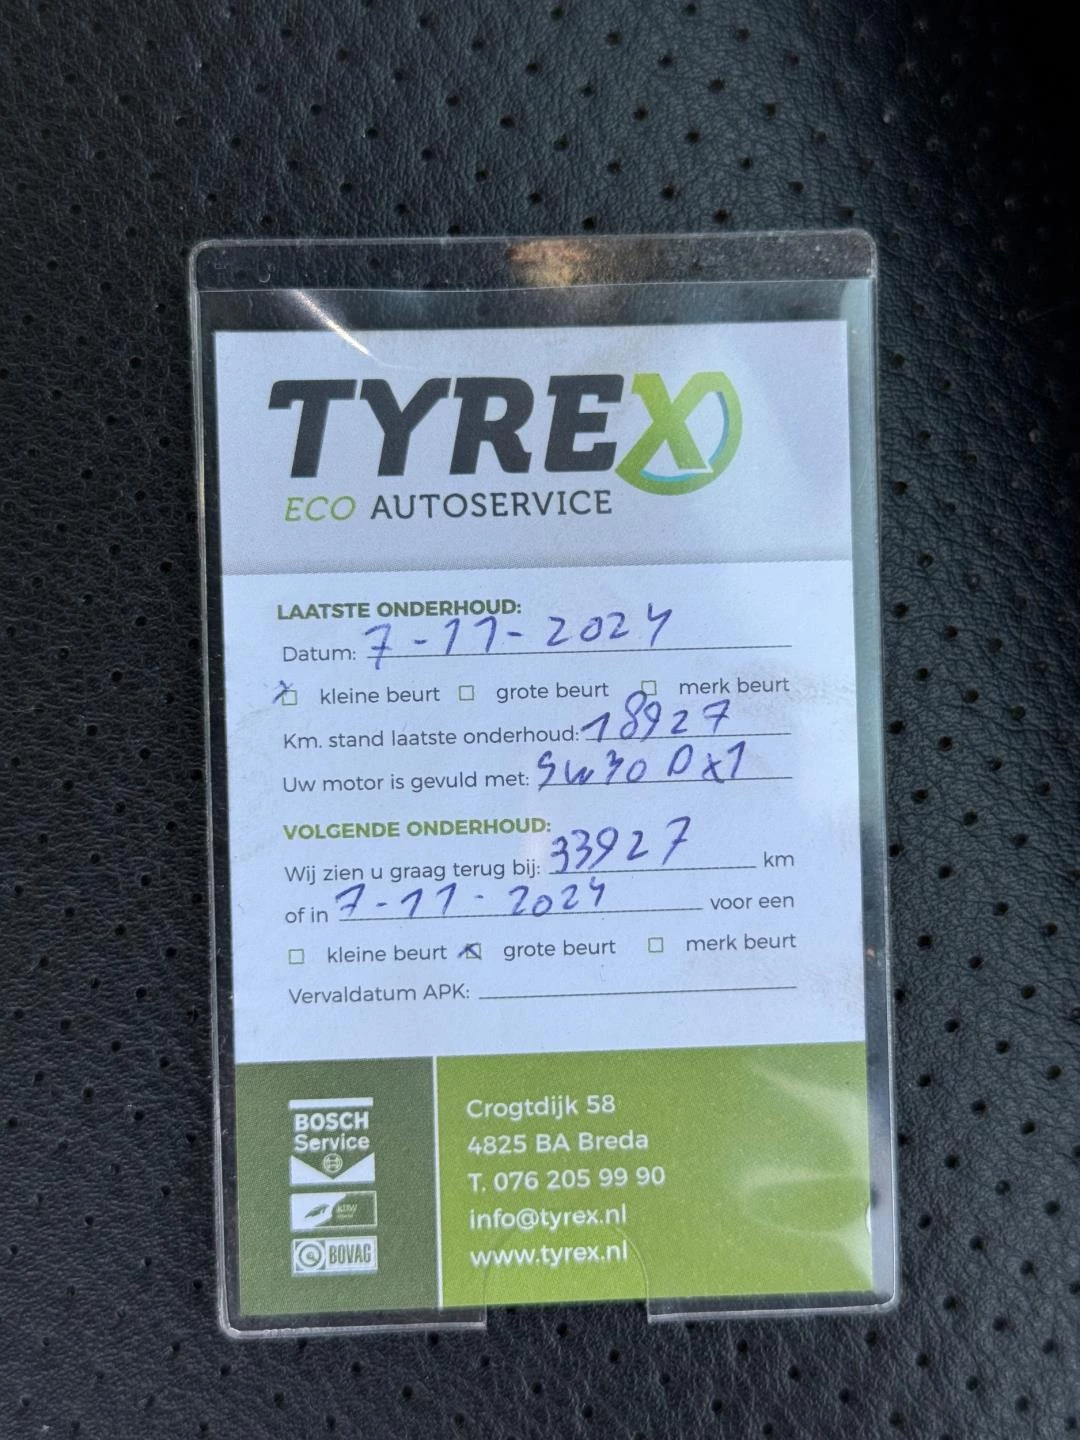 TYREX
ECO AUTOSERVICE
LAATSTE ONDERHOUD:
Datum: 7-11-2024
kleine beurt grote beurt merk beurt
Km. stand laatste onderhoud: 18927
Uw motor is gevuld met: 5w30 DX1
VOLGENDE ONDERHOUD:
Wij zien u graag terug bij: 33927 km
of in 7-11-2024 voor een
kleine beurt grote beurt merk beurt
Vervaldatum APK:
BOSCH
Service
BOVAG
Crogtdijk 58
4825 BA Breda
T. 076 205 99 90
info@tyrex.nl
www.tyrex.nl